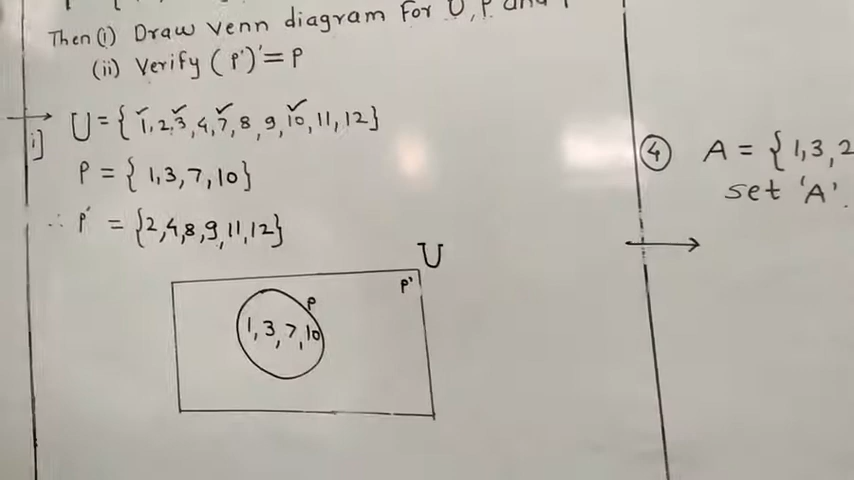 Then (i) Draw Venn diagram For U, P and
(ii) Verify (P')' = P
i] U = { 1, 2, 3, 4, 7, 8, 9, 10, 11, 12}
P = { 1, 3, 7, 10}
∴ P' = {2, 4, 8, 9, 11, 12}
U
P'
P
1, 3, 7, 10
④ A = { 1, 3, 2
set 'A'.